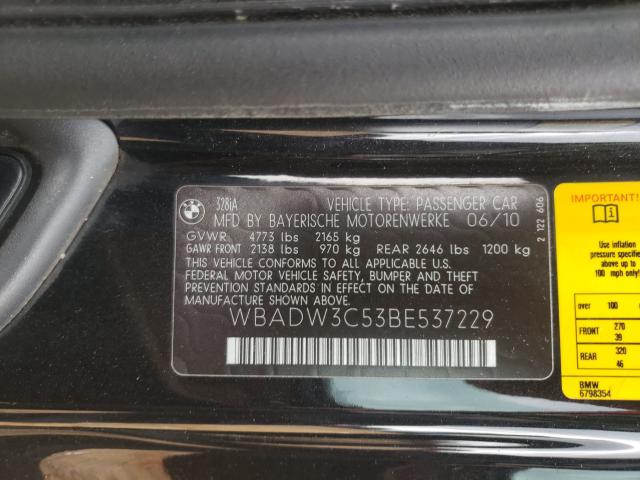 328iA VEHICLE TYPE: PASSENGER CAR
MFD BY BAYERISCHE MOTORENWERKE 06/10
GVWR 4773 lbs 2165 kg
GAWR FRONT 2138 lbs 970 kg REAR 2646 lbs 1200 kg
THIS VEHICLE CONFORMS TO ALL APPLICABLE U.S.
FEDERAL MOTOR VEHICLE SAFETY, BUMPER AND THEFT
PREVENTION STANDARDS IN EFFECT ON THE DATE OF
MANUFACTURE SHOWN ABOVE.
WBADW3C53BE537229
2 122 606
IMPORTANT!
Use inflation
pressure specifie
above up to
100 mph only
over 100
FRONT 270
39
REAR 320
46
BMW
6798354